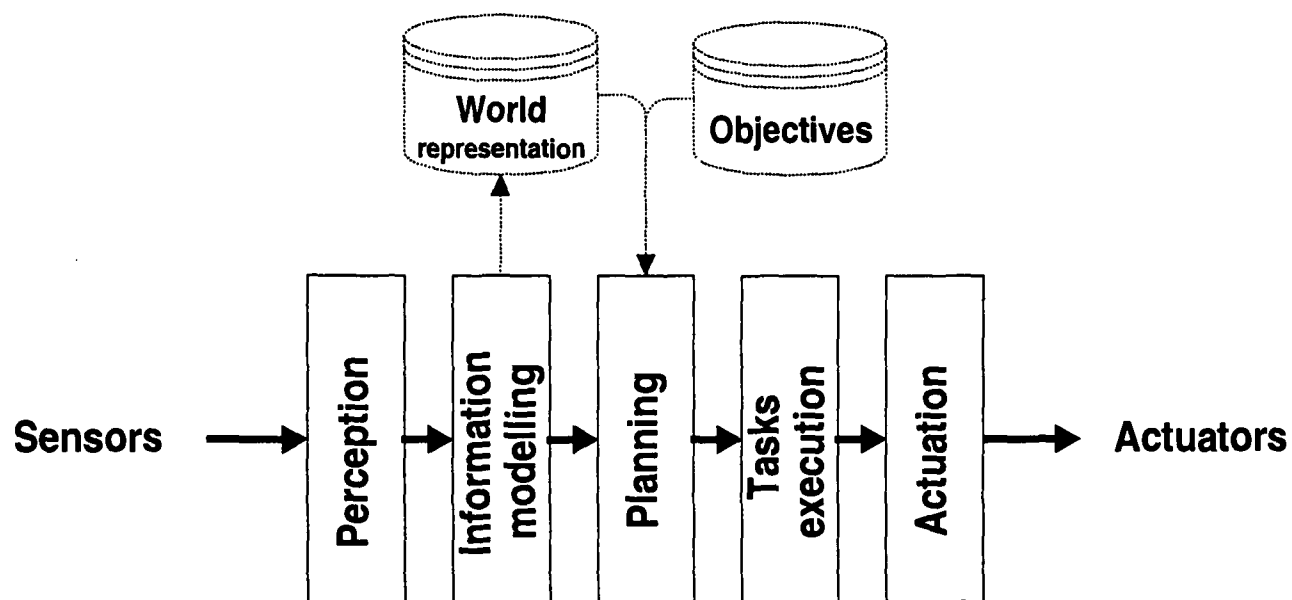 World
representation
Objectives
Sensors
Perception
Information
modelling
Planning
Tasks
execution
Actuation
Actuators